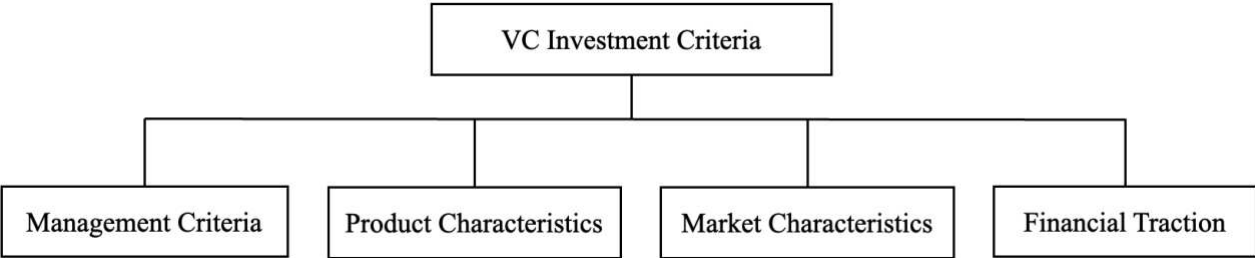 VC Investment Criteria
Management Criteria
Product Characteristics
Market Characteristics
Financial Traction